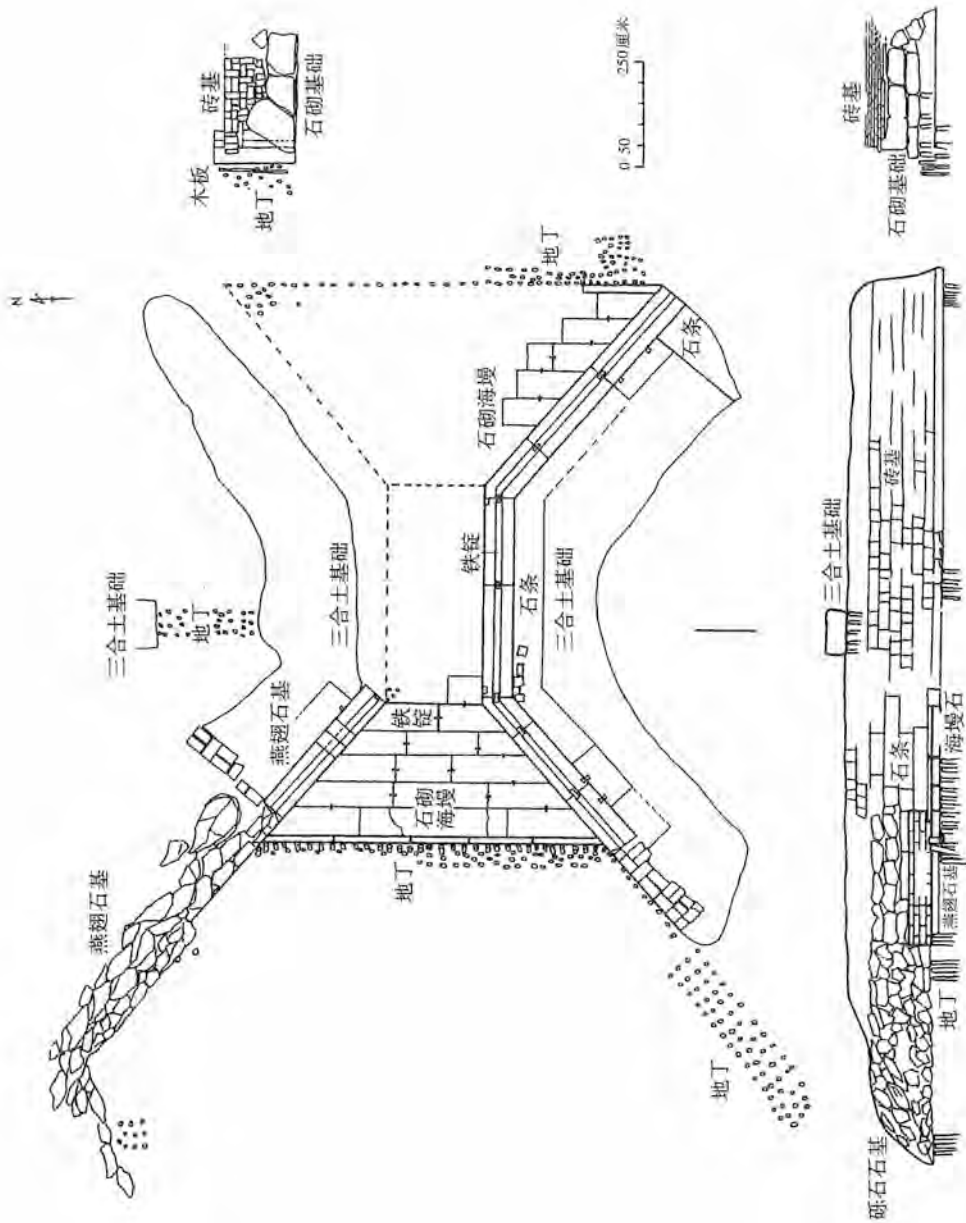 N
木板
砖基
地丁
石砌基础
0 50 250厘米
砖基
石砌基础
三合土基础
地丁
燕翅石基
燕翅石基
三合土基础
地丁
石砌海墁
铁锭
石条
铁锭
石砌
海墁
石条
三合土基础
地丁
地丁
三合土基础
砖基
石条
海墁石
燕翅石基
地丁
砾石石基